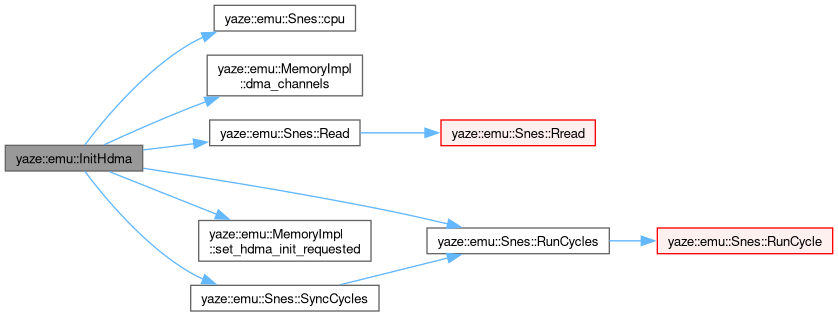 yaze::emu::Snes::cpu
yaze::emu::MemoryImpl
::dma_channels
yaze::emu::Snes::Read
yaze::emu::Snes::Rread
yaze::emu::InitHdma
yaze::emu::MemoryImpl
::set_hdma_init_requested
yaze::emu::Snes::RunCycles
yaze::emu::Snes::RunCycle
yaze::emu::Snes::SyncCycles